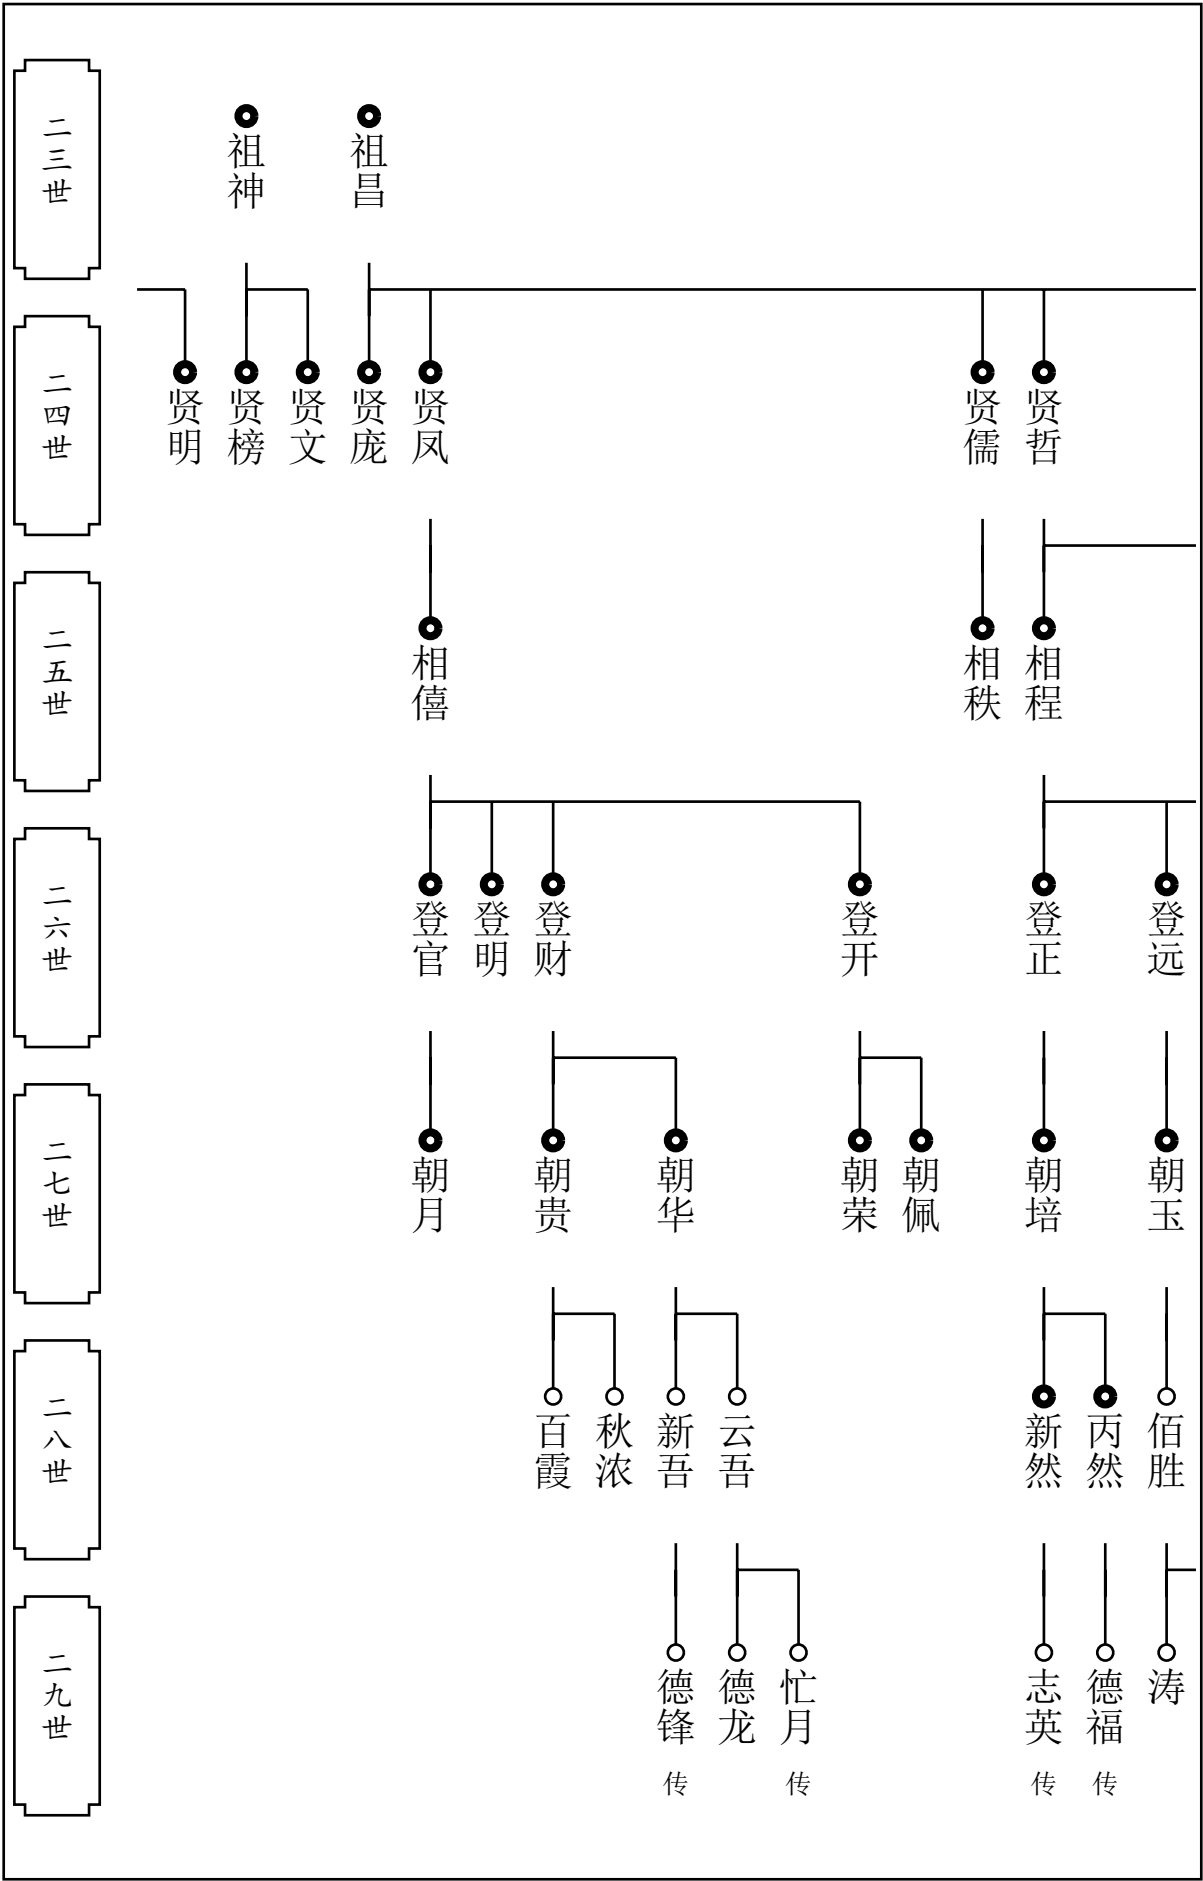 二三世
祖神
祖昌
二四世
贤明
贤榜
贤文
贤庞
贤凤
贤儒
贤哲
二五世
相僖
相秩
相程
二六世
登官
登明
登财
登开
登正
登远
二七世
朝月
朝贵
朝华
朝荣
朝佩
朝培
朝玉
二八世
百霞
秋浓
新吾
云吾
新然
丙然
佰胜
二九世
德锋
传
德龙
忙月
传
志英
传
德福
传
涛